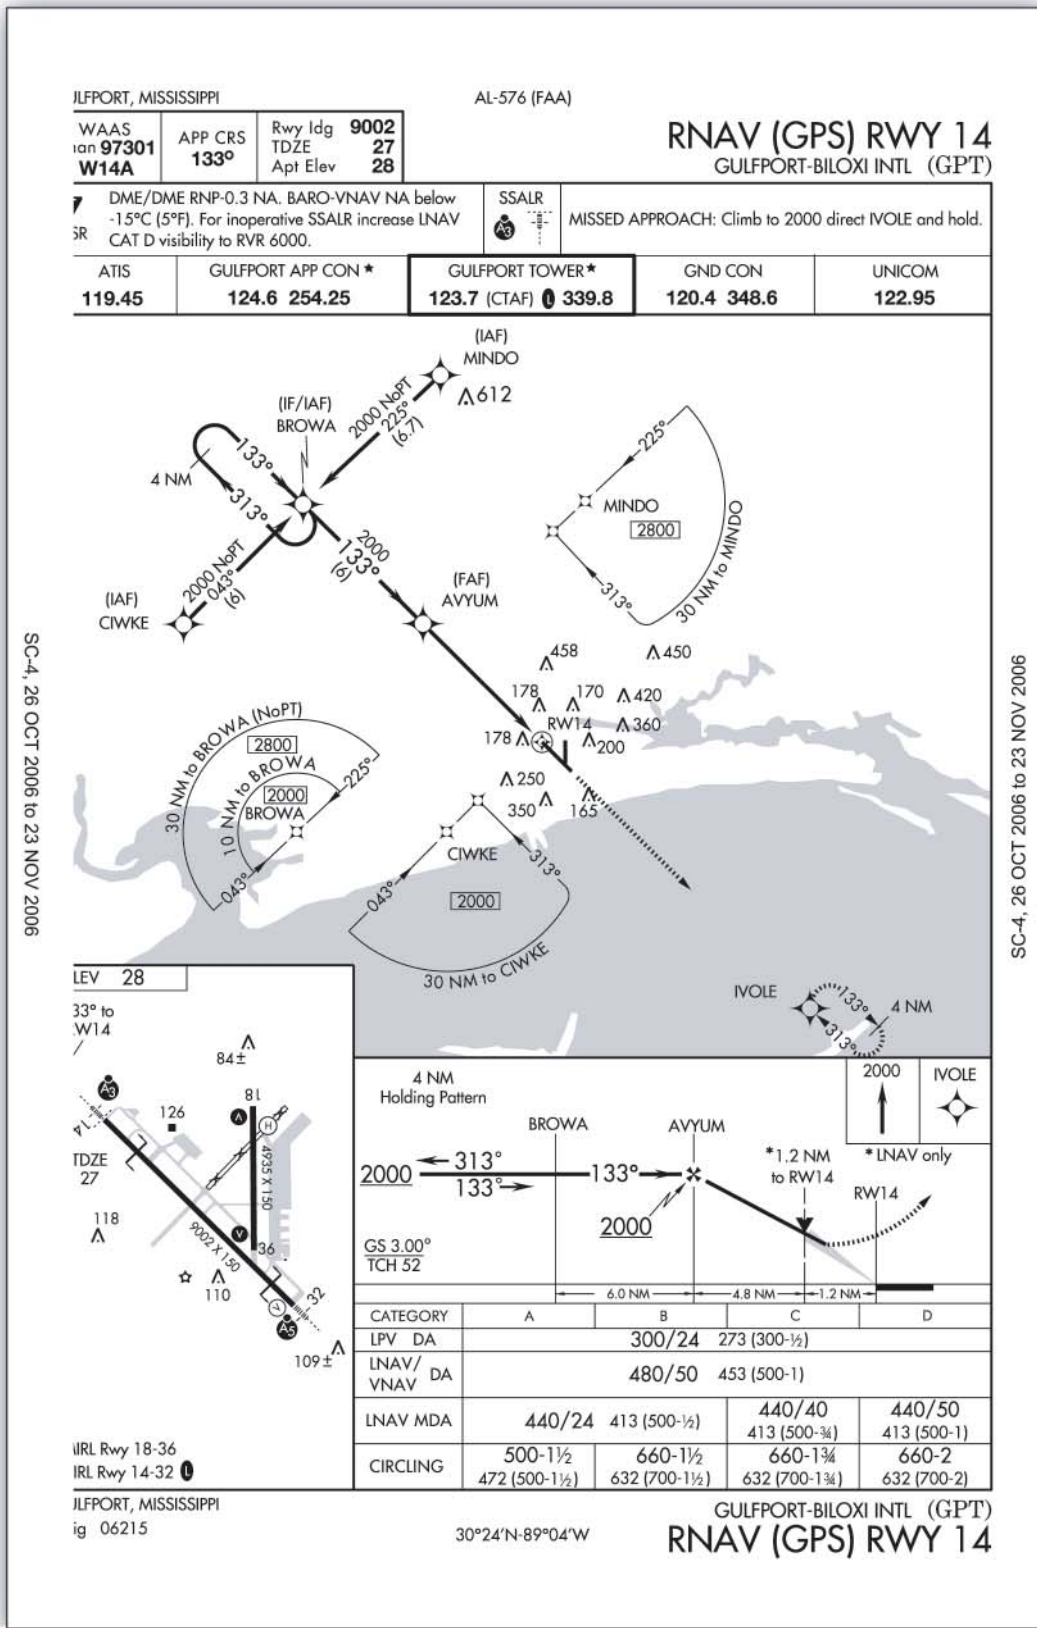 JLFPORT, MISSISSIPPI
AL-576 (FAA)
WAAS
97301
W14A
APP CRS
133°
Rwy ldg 9002
TDZE 27
Apt Elev 28
RNAV (GPS) RWY 14
GULFPORT-BILOXI INTL (GPT)
SR
DME/DME RNP-0.3 NA. BARO-VNAV NA below
-15°C (5°F). For inoperative SSALR increase LNAV
CAT D visibility to RVR 6000.
SSALR
A3
MISSED APPROACH: Climb to 2000 direct IVOLE and hold.
ATIS
119.45
GULFPORT APP CON ★
124.6 254.25
GULFPORT TOWER★
123.7 (CTAF) L 339.8
GND CON
120.4 348.6
UNICOM
122.95
(IAF)
MINDO
612
2000 NoPT
225°
(6.7)
(IF/IAF)
BROWA
133°
4 NM
313°
2000 NoPT
043°
(6)
(IAF)
CIWKE
2000
133°
(6)
(FAF)
AVYUM
225°
MINDO
2800
313°
30 NM to MINDO
458
450
178
170
420
RW14
360
178
200
250
350
165
30 NM to BROWA (NoPT)
2800
10 NM to BROWA
2000
BROWA
225°
043°
CIWKE
313°
043°
2000
30 NM to CIWKE
IVOLE
133°
313°
4 NM
SC-4, 26 OCT 2006 to 23 NOV 2006
SC-4, 26 OCT 2006 to 23 NOV 2006
LEV 28
33° to
W14
84±
A3
14
126
18
V
H
4935 X 150
TDZE
27
118
9002 X 150
V
36
110
32
V
A5
109±
IRL Rwy 18-36
IRL Rwy 14-32 L
4 NM
Holding Pattern
BROWA
AVYUM
2000
IVOLE
*1.2 NM
to RW14
*LNAV only
RW14
2000
313°
133°
133°
2000
GS 3.00°
TCH 52
6.0 NM
4.8 NM
1.2 NM
CATEGORY A B C D
LPV DA 300/24 273 (300-½)
LNAV/
VNAV DA 480/50 453 (500-1)
LNAV MDA 440/24 413 (500-½) 440/40 413 (500-¾) 440/50 413 (500-1)
CIRCLING 500-1½ 472 (500-1½) 660-1½ 632 (700-1½) 660-1¾ 632 (700-1¾) 660-2 632 (700-2)
JLFPORT, MISSISSIPPI
ig 06215
30°24'N-89°04'W
GULFPORT-BILOXI INTL (GPT)
RNAV (GPS) RWY 14